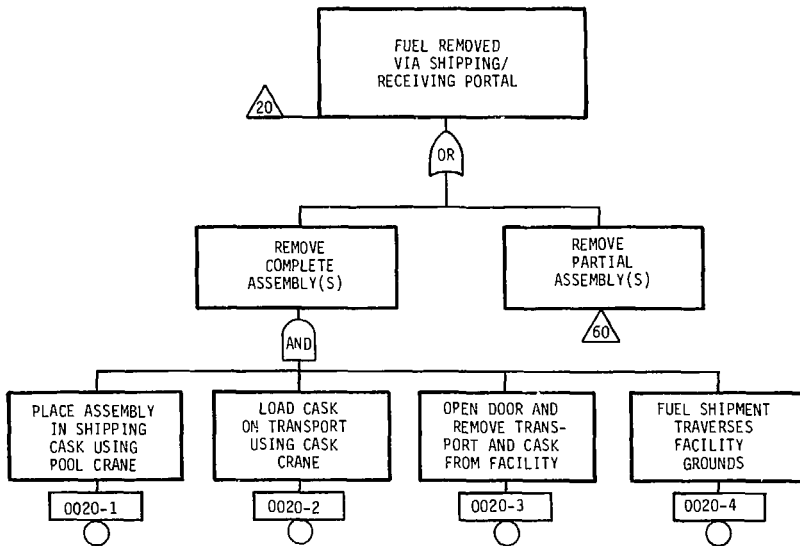 FUEL REMOVED
VIA SHIPPING/
RECEIVING PORTAL
20
OR
REMOVE
COMPLETE
ASSEMBLY(S)
REMOVE
PARTIAL
ASSEMBLY(S)
60
AND
PLACE ASSEMBLY
IN SHIPPING
CASK USING
POOL CRANE
LOAD CASK
ON TRANSPORT
USING CASK
CRANE
OPEN DOOR AND
REMOVE TRANS-
PORT AND CASK
FROM FACILITY
FUEL SHIPMENT
TRAVERSES
FACILITY
GROUNDS
0020-1
0020-2
0020-3
0020-4